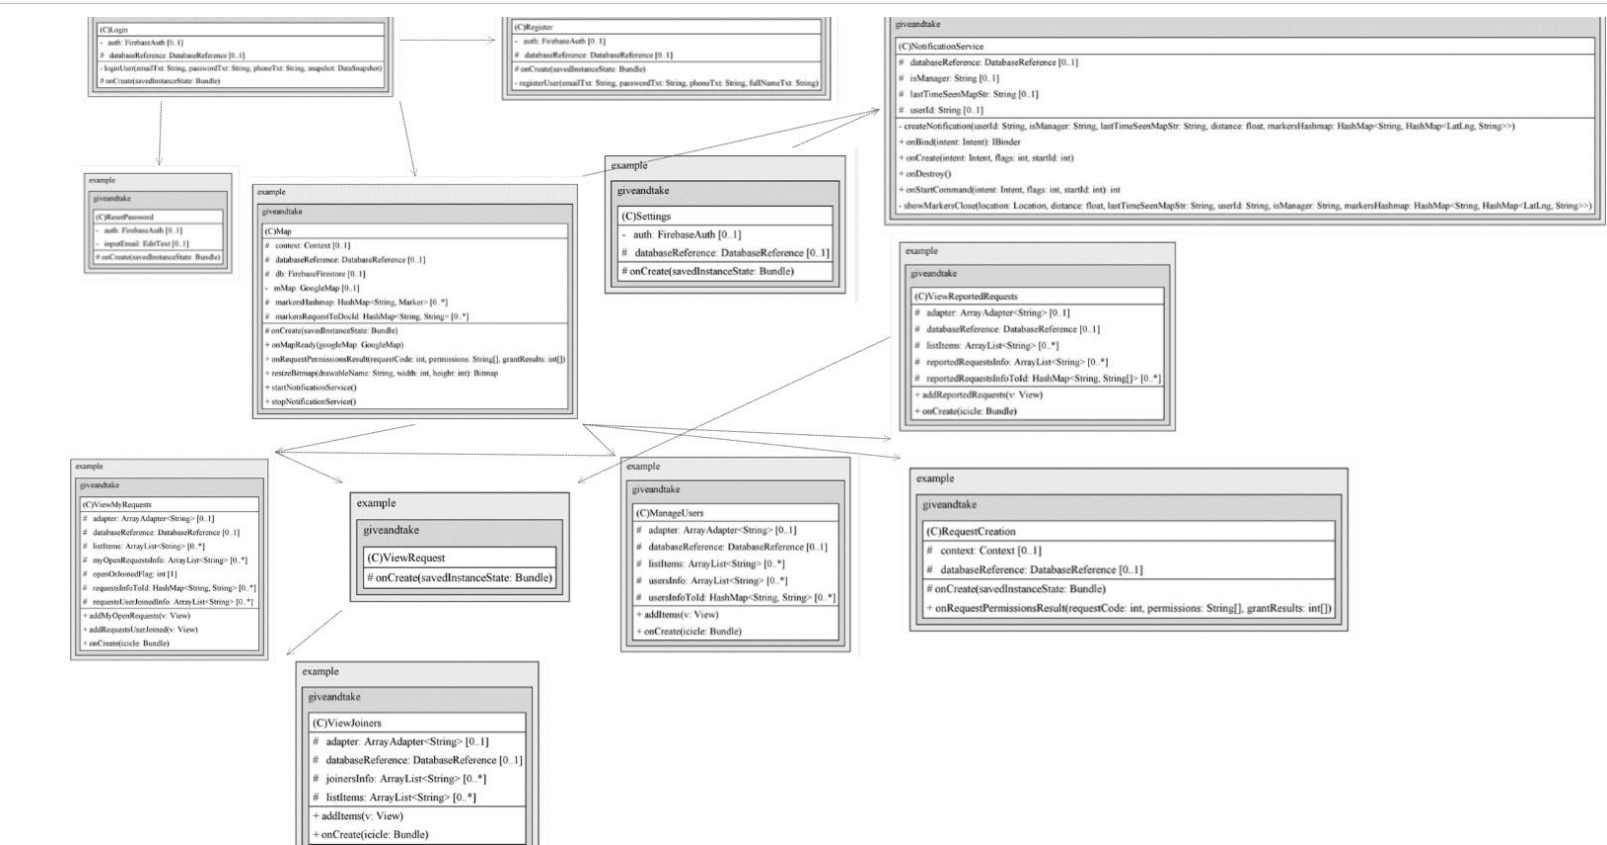 (C)Login
- auth: FirebaseAuth [0..1]
# databaseReference: DatabaseReference [0..1]
- loginUser(emailTxt: String, passwordTxt: String, phoneTxt: String, snapshot: DataSnapshot)
# onCreate(savedInstanceState: Bundle)
(C)Register
- auth: FirebaseAuth [0..1]
# databaseReference: DatabaseReference [0..1]
# onCreate(savedInstanceState: Bundle)
- registerUser(emailTxt: String, passwordTxt: String, phoneTxt: String, fullNameTxt: String)
giveandtake
(C)NotificationService
# databaseReference: DatabaseReference [0..1]
# isManager: String [0..1]
# lastTimeSeenMapStr: String [0..1]
# userId: String [0..1]
- createNotification(userId: String, isManager: String, lastTimeSeenMapStr: String, distance: float, markersHashmap: HashMap<String, HashMap<LatLng, String>>)
+ onBind(intent: Intent): IBinder
+ onCreate(intent: Intent, flags: int, startId: int)
+ onDestroy()
+ onStartCommand(intent: Intent, flags: int, startId: int): int
- showMarkersClose(location: Location, distance: float, lastTimeSeenMapStr: String, userId: String, isManager: String, markersHashmap: HashMap<String, HashMap<LatLng, String>>)
example
giveandtake
(C)ResetPassword
- auth: FirebaseAuth [0..1]
- inputEmail: EditText [0..1]
# onCreate(savedInstanceState: Bundle)
example
giveandtake
(C)Map
# context: Context [0..1]
# databaseReference: DatabaseReference [0..1]
# db: FirebaseFirestore [0..1]
- mMap: GoogleMap [0..1]
# markersHashmap: HashMap<String, Marker> [0..*]
# markersRequestToDocId: HashMap<String, String> [0..*]
# onCreate(savedInstanceState: Bundle)
+ onMapReady(googleMap: GoogleMap)
+ onRequestPermissionsResult(requestCode: int, permissions: String[], grantResults: int[])
+ resizeBitmap(drawableName: String, width: int, height: int): Bitmap
+ startNotificationService()
+ stopNotificationService()
example
giveandtake
(C)Settings
- auth: FirebaseAuth [0..1]
# databaseReference: DatabaseReference [0..1]
# onCreate(savedInstanceState: Bundle)
example
giveandtake
(C)ViewReportedRequests
# adapter: ArrayAdapter<String> [0..1]
# databaseReference: DatabaseReference [0..1]
# listItems: ArrayList<String> [0..*]
# reportedRequestsInfo: ArrayList<String> [0..*]
# reportedRequestsInfoToId: HashMap<String, String[]> [0..*]
+ addReportedRequests(v: View)
+ onCreate(icicle: Bundle)
example
giveandtake
(C)ViewMyRequests
# adapter: ArrayAdapter<String> [0..1]
# databaseReference: DatabaseReference [0..1]
# listItems: ArrayList<String> [0..*]
# myOpenRequestsInfo: ArrayList<String> [0..*]
# openOrJoinedFlag: int [1]
# requestsInfoToId: HashMap<String, String> [0..*]
# requestsUserJoinedInfo: ArrayList<String> [0..*]
+ addMyOpenRequests(v: View)
+ addRequestsUserJoined(v: View)
+ onCreate(icicle: Bundle)
example
giveandtake
(C)ViewRequest
# onCreate(savedInstanceState: Bundle)
example
giveandtake
(C)ManageUsers
# adapter: ArrayAdapter<String> [0..1]
# databaseReference: DatabaseReference [0..1]
# listItems: ArrayList<String> [0..*]
# usersInfo: ArrayList<String> [0..*]
# usersInfoToId: HashMap<String, String> [0..*]
+ addItems(v: View)
+ onCreate(icicle: Bundle)
example
giveandtake
(C)RequestCreation
# context: Context [0..1]
# databaseReference: DatabaseReference [0..1]
# onCreate(savedInstanceState: Bundle)
+ onRequestPermissionsResult(requestCode: int, permissions: String[], grantResults: int[])
example
giveandtake
(C)ViewJoiners
# adapter: ArrayAdapter<String> [0..1]
# databaseReference: DatabaseReference [0..1]
# joinersInfo: ArrayList<String> [0..*]
# listItems: ArrayList<String> [0..*]
+ addItems(v: View)
+ onCreate(icicle: Bundle)